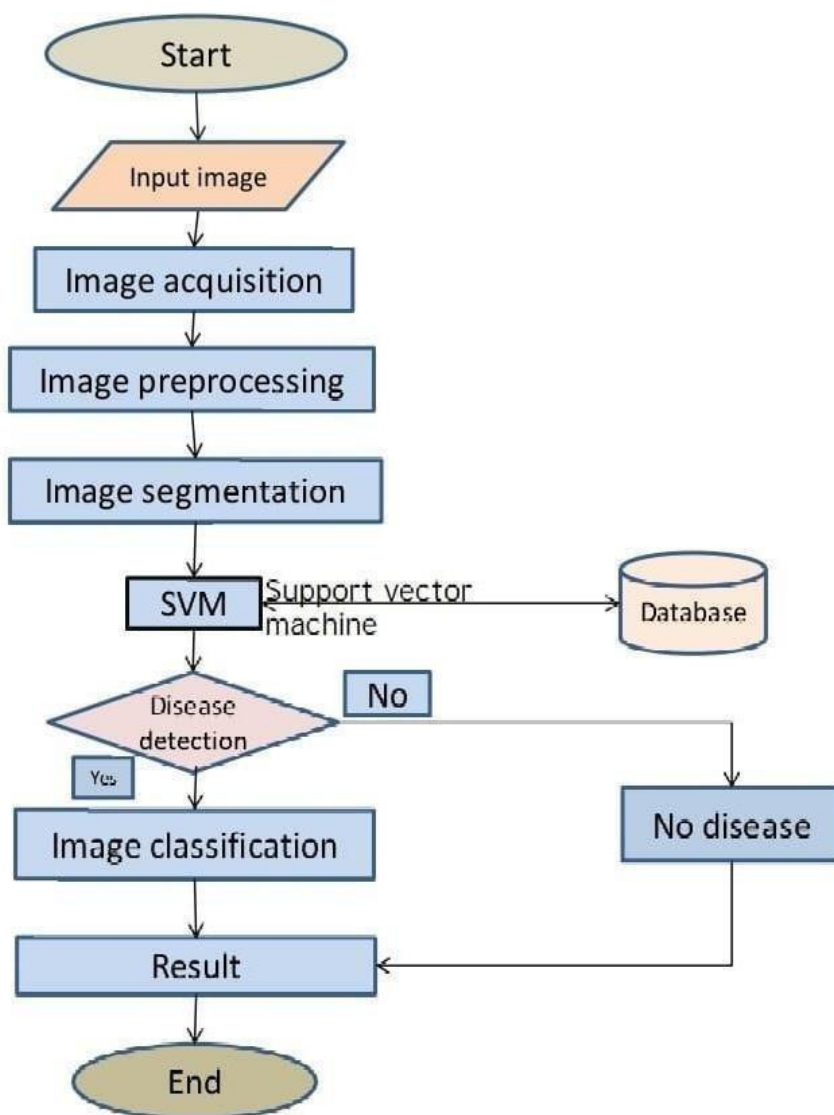 Start
Input image
Image acquisition
Image preprocessing
Image segmentation
SVM
Support vector
machine
Database
Disease
detection
No
Yes
No disease
Image classification
Result
End